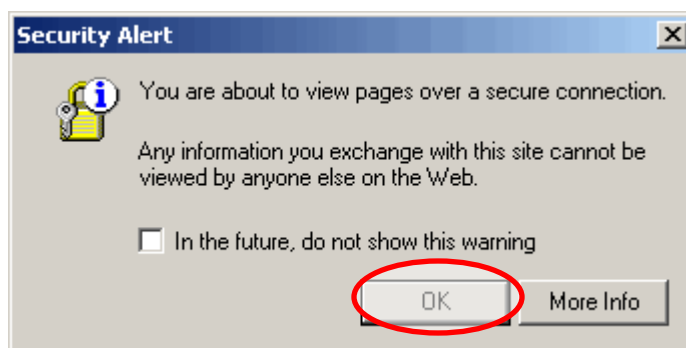 Security Alert
You are about to view pages over a secure connection.
Any information you exchange with this site cannot be
viewed by anyone else on the Web.
In the future, do not show this warning
OK More Info